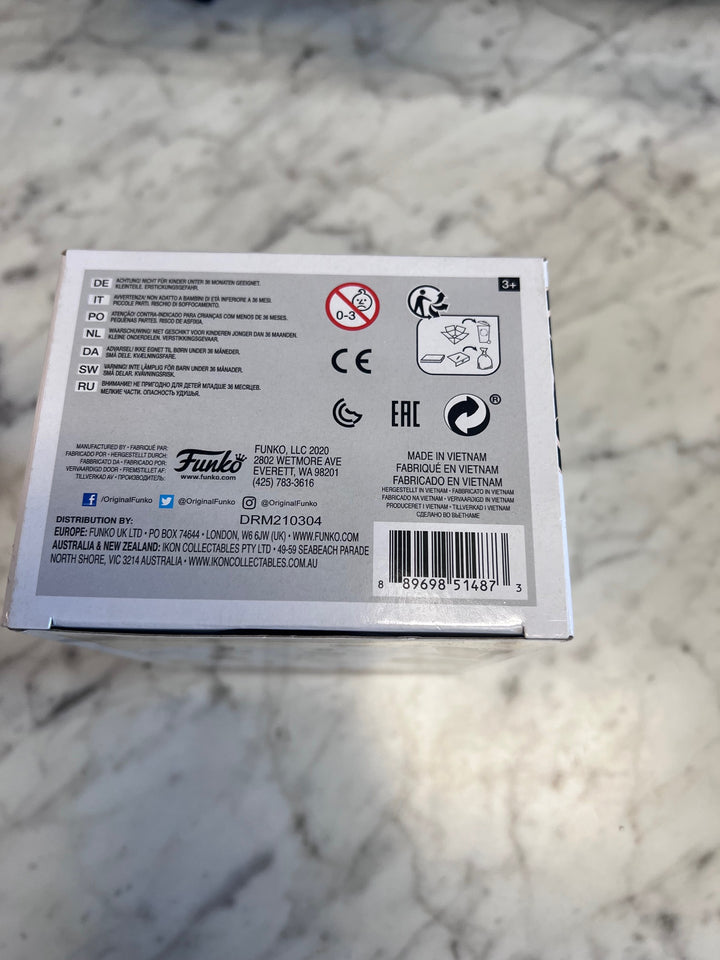 DE ACHTUNG! NICHT FÜR KINDER UNTER 36 MONATEN GEEIGNET.
KLEINTEILE. ERSTICKUNGSGEFAHR.
IT AVVERTENZA! NON ADATTO A BAMBINI DI ETÀ INFERIORE A 36 MESI.
PICCOLE PARTI. RISCHIO DI SOFFOCAMENTO.
PO ATENÇÃO! CONTRA-INDICADO PARA CRIANÇAS COM MENOS DE 36 MESES.
PEQUENAS PARTES. RISCO DE ASFIXIA.
NL WAARSCHUWING! NIET GESCHIKT VOOR KINDEREN JONGER DAN 36 MAANDEN.
KLEINE ONDERDELEN. VERSTIKKINGSGEVAAR.
DA ADVARSEL! IKKE EGNET TIL BØRN UNDER 36 MÅNEDER.
SMÅ DELE. KVÆLNINGSFARE.
SW VARNING! INTE LÄMPLIG FÖR BARN UNDER 36 MÅNADER.
SMÅ DELAR. KVÄVNINGSRISK.
RU ВНИМАНИЕ! НЕ ПРИГОДНО ДЛЯ ДЕТЕЙ МЛАДШЕ 36 МЕСЯЦЕВ.
МЕЛКИЕ ЧАСТИ. ОПАСНОСТЬ УДУШЬЯ.
0-3
3+
CE
EAC
®
MANUFACTURED BY • FABRIQUÉ PAR:
FABRICADO POR • HERGESTELLT DURCH:
FABBRICATO DA • FABRICADO POR:
VERVAARDIGD DOOR • FREMSTILLET AF:
TILLVERKAD AV • ПРОИЗВОДИТЕЛЬ:
Funko
www.funko.com
FUNKO, LLC 2020
2802 WETMORE AVE
EVERETT, WA 98201
(425) 783-3616
MADE IN VIETNAM
FABRIQUÉ EN VIETNAM
FABRICADO EN VIETNAM
HERGESTELLT IN VIETNAM • FABBRICATO IN VIETNAM
FABRICADO NA VIETNAM • VERVAARDIGD IN VIETNAM
PRODUCERET I VIETNAM • TILLVERKAD I VIETNAM
СДЕЛАНО ВО ВЬЕТНАМЕ
/OriginalFunko @OriginalFunko @OriginalFunko
DISTRIBUTION BY: DRM210304
EUROPE: FUNKO UK LTD • PO BOX 74644 • LONDON, W6 6JW (UK) • WWW.FUNKO.COM
AUSTRALIA & NEW ZEALAND: IKON COLLECTABLES PTY LTD • 49-59 SEABEACH PARADE
NORTH SHORE, VIC 3214 AUSTRALIA • WWW.IKONCOLLECTABLES.COM.AU
8 89698 51487 3